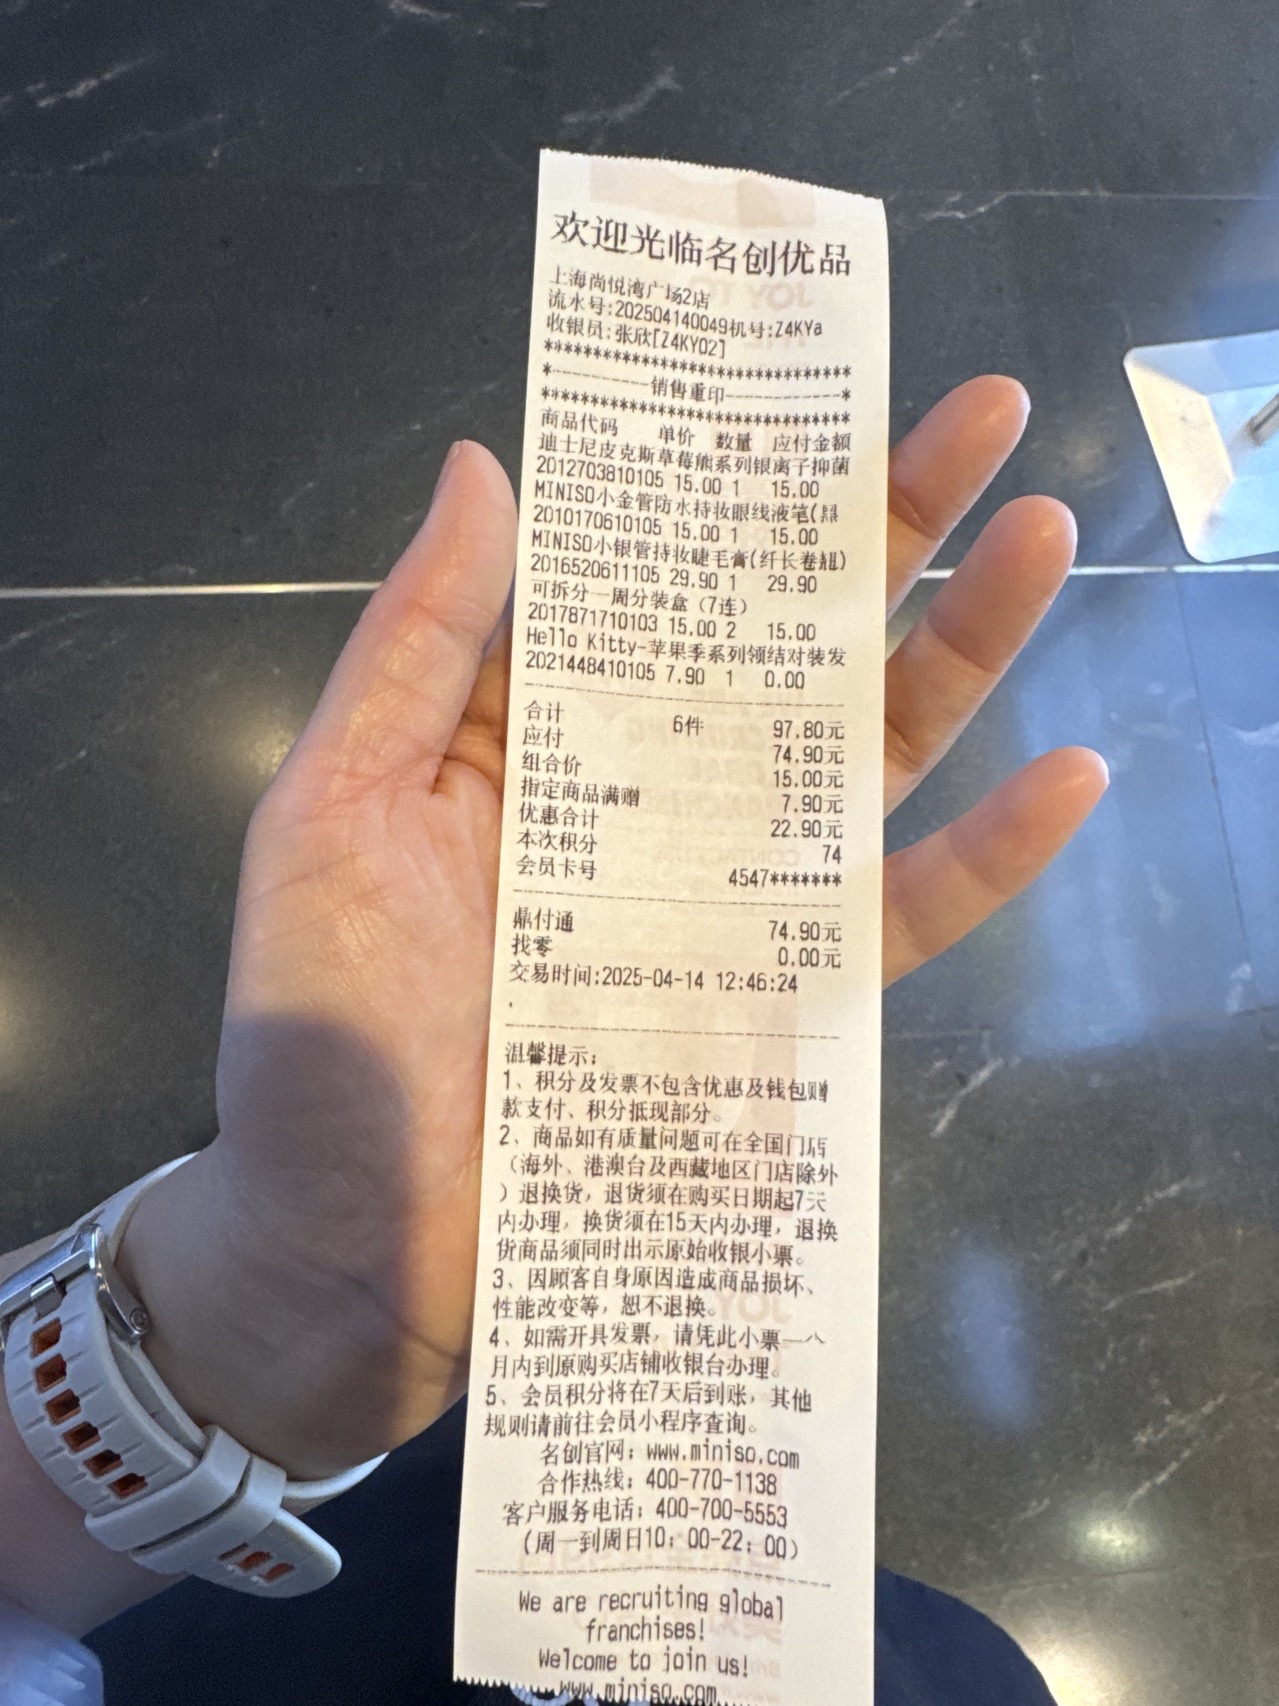 欢迎光临名创优品
上海尚悦湾广场2店
流水号:202504140049机号:Z4KYa
收银员:张欣[Z4KY02]
********************************
*----------销售重印------------*
********************************
商品代码 单价 数量 应付金额
迪士尼皮克斯草莓熊系列银离子抑菌
2012703810105 15.00 1 15.00
MINISO小金管防水持妆眼线液笔(黑
2010170610105 15.00 1 15.00
MINISO小银管持妆睫毛膏(纤长卷翘)
2016520611105 29.90 1 29.90
可拆分一周分装盒（7连）
2017871710103 15.00 2 15.00
Hello Kitty-苹果季系列领结对装发
2021448410105 7.90 1 0.00
合计 6件 97.80元
应付 74.90元
组合价 15.00元
指定商品满赠 7.90元
优惠合计 22.90元
本次积分 74
会员卡号 4547*******
鼎付通 74.90元
找零 0.00元
交易时间:2025-04-14 12:46:24
.
温馨提示：
1、积分及发票不包含优惠及钱包赠
款支付、积分抵现部分。
2、商品如有质量问题可在全国门店
（海外、港澳台及西藏地区门店除外
）退换货，退货须在购买日期起7天
内办理，换货须在15天内办理，退换
货商品须同时出示原始收银小票。
3、因顾客自身原因造成商品损坏、
性能改变等，恕不退换。
4、如需开具发票，请凭此小票一个
月内到原购买店铺收银台办理。
5、会员积分将在7天后到账，其他
规则请前往会员小程序查询。
名创官网：www.miniso.com
合作热线：400-770-1138
客户服务电话：400-700-5553
（周一到周日10：00-22：00）
We are recruiting global
franchises!
Welcome to join us!
www.miniso.com